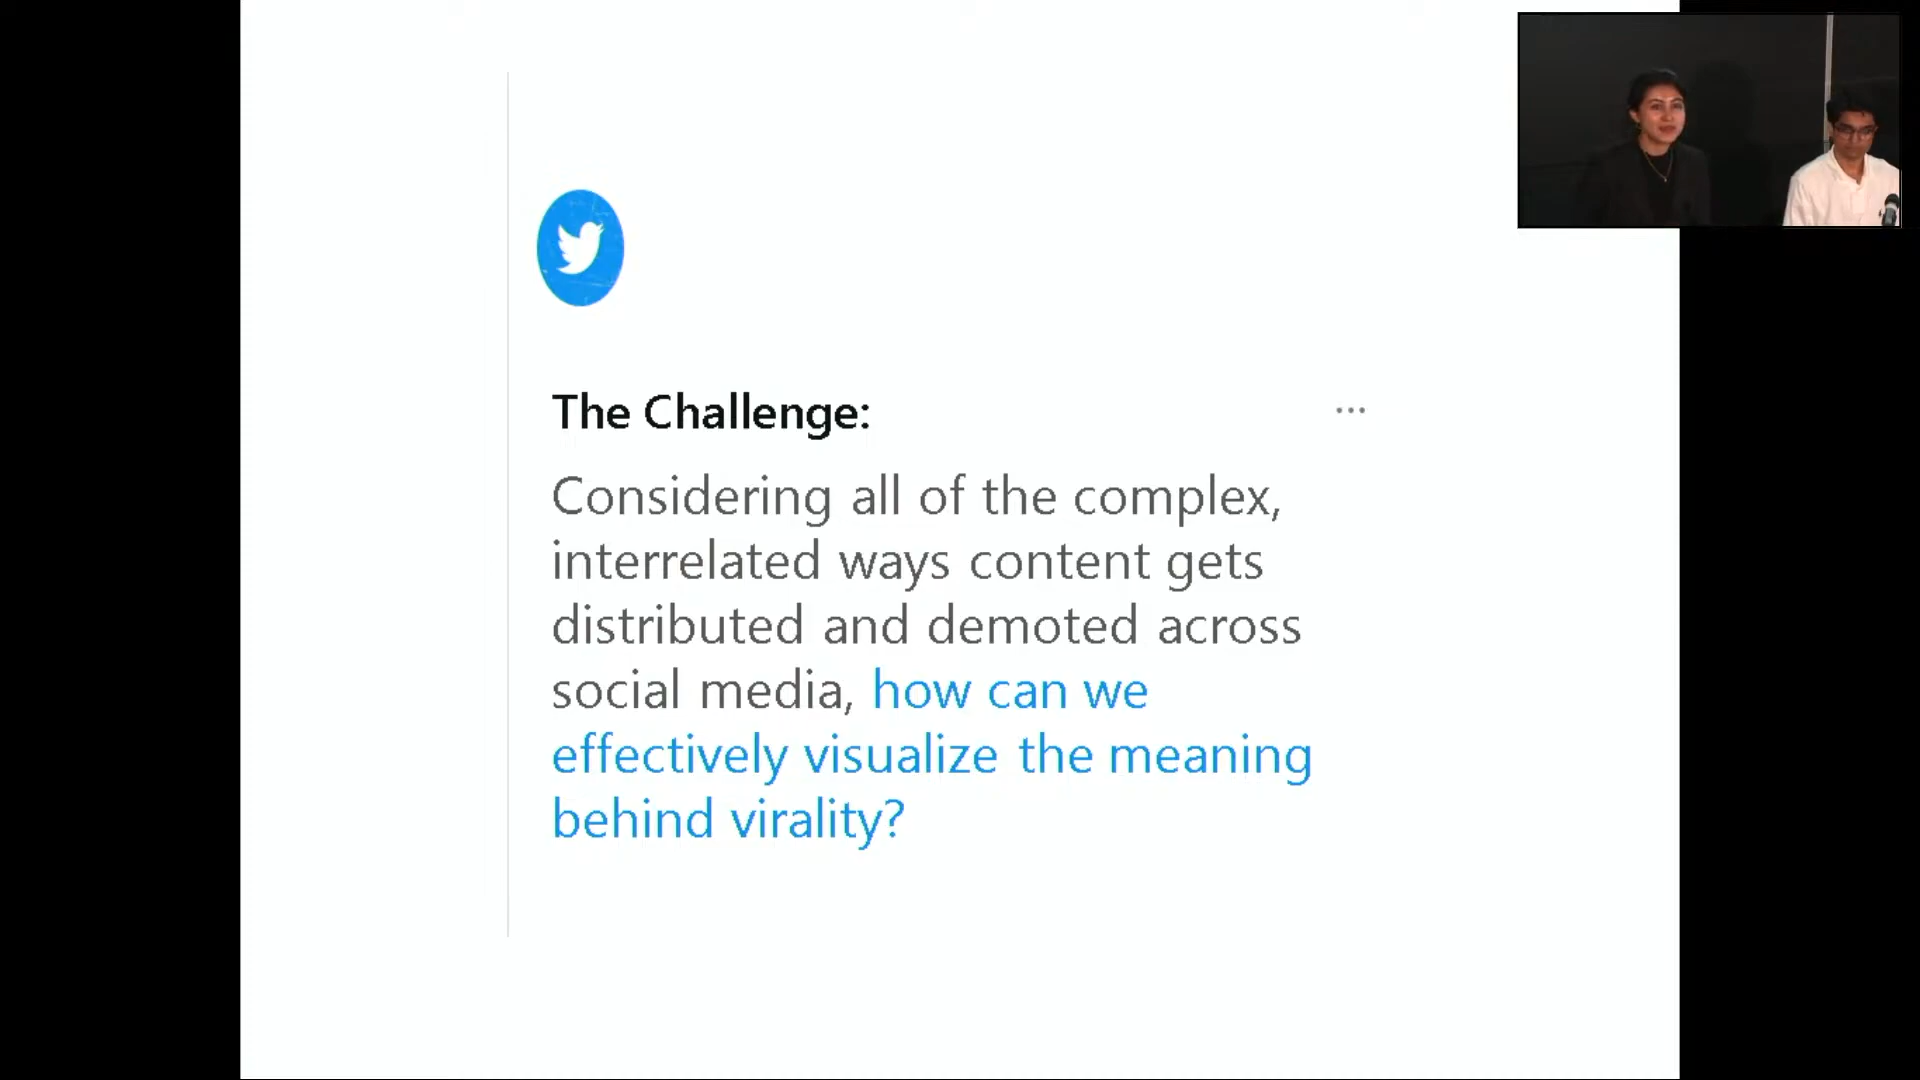 The Challenge:
...
Considering all of the complex,
interrelated ways content gets
distributed and demoted across
social media, how can we
effectively visualize the meaning
behind virality?